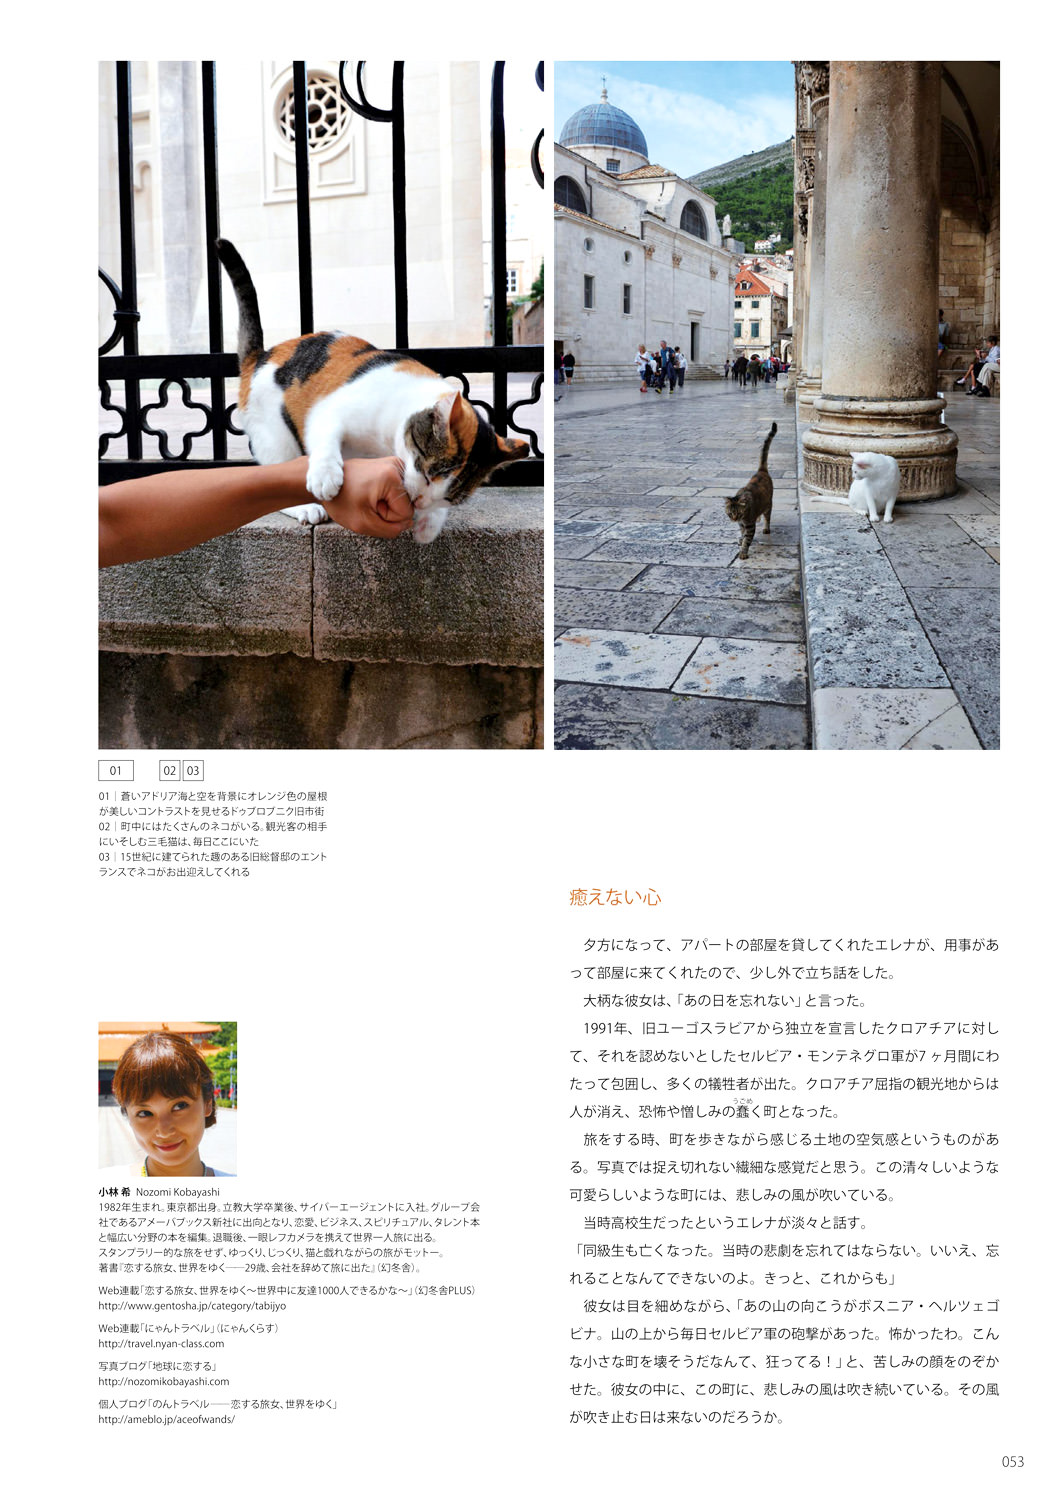 01 02 03
01｜蒼いアドリア海と空を背景にオレンジ色の屋根
が美しいコントラストを見せるドゥブロブニク旧市街
02｜町中にはたくさんのネコがいる。観光客の相手
にいそしむ三毛猫は、毎日ここにいた
03｜15世紀に建てられた趣のある旧総督邸のエント
ランスでネコがお出迎えしてくれる
小林 希 Nozomi Kobayashi
1982年生まれ。東京都出身。立教大学卒業後、サイバーエージェントに入社。グループ会
社であるアメーバブックス新社に出向となり、恋愛、ビジネス、スピリチュアル、タレント本
と幅広い分野の本を編集。退職後、一眼レフカメラを携えて世界一人旅に出る。
スタンプラリー的な旅をせず、ゆっくり、じっくり、猫と戯れながらの旅がモットー。
著書『恋する旅女、世界をゆく――29歳、会社を辞めて旅に出た』（幻冬舎）。
Web連載「恋する旅女、世界をゆく〜世界中に友達1000人できるかな〜」（幻冬舎PLUS）
http://www.gentosha.jp/category/tabijyo
Web連載「にゃんトラベル」（にゃんくらす）
http://travel.nyan-class.com
写真ブログ「地球に恋する」
http://nozomikobayashi.com
個人ブログ「のんトラベル――恋する旅女、世界をゆく」
http://ameblo.jp/aceofwands/
癒えない心
夕方になって、アパートの部屋を貸してくれたエレナが、用事があ
って部屋に来てくれたので、少し外で立ち話をした。
大柄な彼女は、「あの日を忘れない」と言った。
1991年、旧ユーゴスラビアから独立を宣言したクロアチアに対し
て、それを認めないとしたセルビア・モンテネグロ軍が7ヶ月間にわ
たって包囲し、多くの犠牲者が出た。クロアチア屈指の観光地からは
うごめ
人が消え、恐怖や憎しみの蠢く町となった。
旅をする時、町を歩きながら感じる土地の空気感というものがあ
る。写真では捉え切れない繊細な感覚だと思う。この清々しいような
可愛らしいような町には、悲しみの風が吹いている。
当時高校生だったというエレナが淡々と話す。
「同級生も亡くなった。当時の悲劇を忘れてはならない。いいえ、忘
れることなんてできないのよ。きっと、これからも」
彼女は目を細めながら、「あの山の向こうがボスニア・ヘルツェゴ
ビナ。山の上から毎日セルビア軍の砲撃があった。怖かったわ。こん
な小さな町を壊そうだなんて、狂ってる！」と、苦しみの顔をのぞか
せた。彼女の中に、この町に、悲しみの風は吹き続いている。その風
が吹き止む日は来ないのだろうか。
053